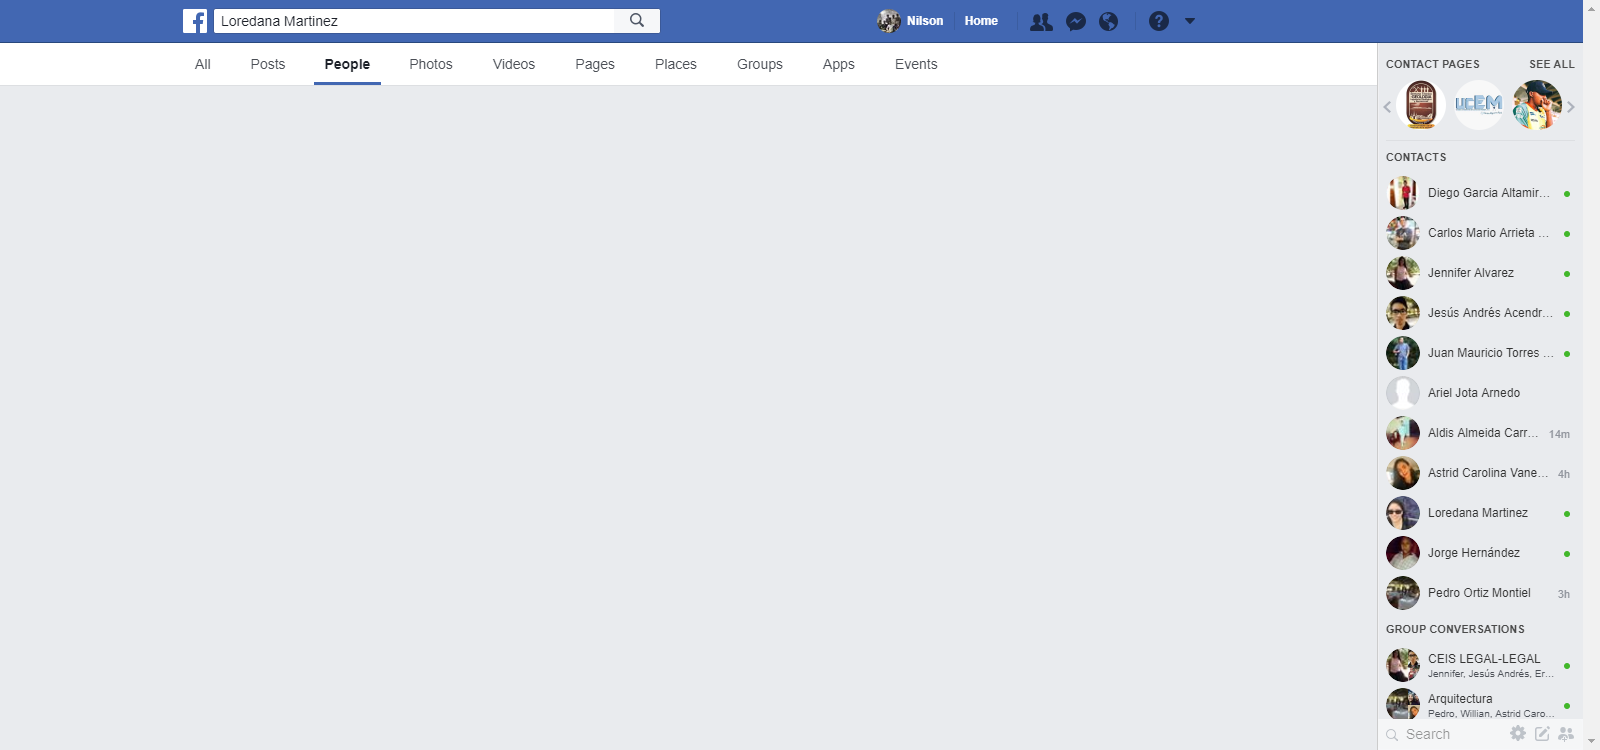 Loredana Martinez
Nilson
Home
All
Posts
People
Photos
Videos
Pages
Places
Groups
Apps
Events
CONTACT PAGES
SEE ALL
UCEM
CONTACTS
Diego Garcia Altamir...
Carlos Mario Arrieta ...
Jennifer Alvarez
Jesús Andrés Acendr...
Juan Mauricio Torres ...
Ariel Jota Arnedo
Aldis Almeida Carr...
14m
Astrid Carolina Vane...
4h
Loredana Martinez
Jorge Hernández
Pedro Ortiz Montiel
3h
GROUP CONVERSATIONS
CEIS LEGAL-LEGAL
Jennifer, Jesús Andrés, Er...
Arquitectura
Pedro, Willian, Astrid Caro...
Search